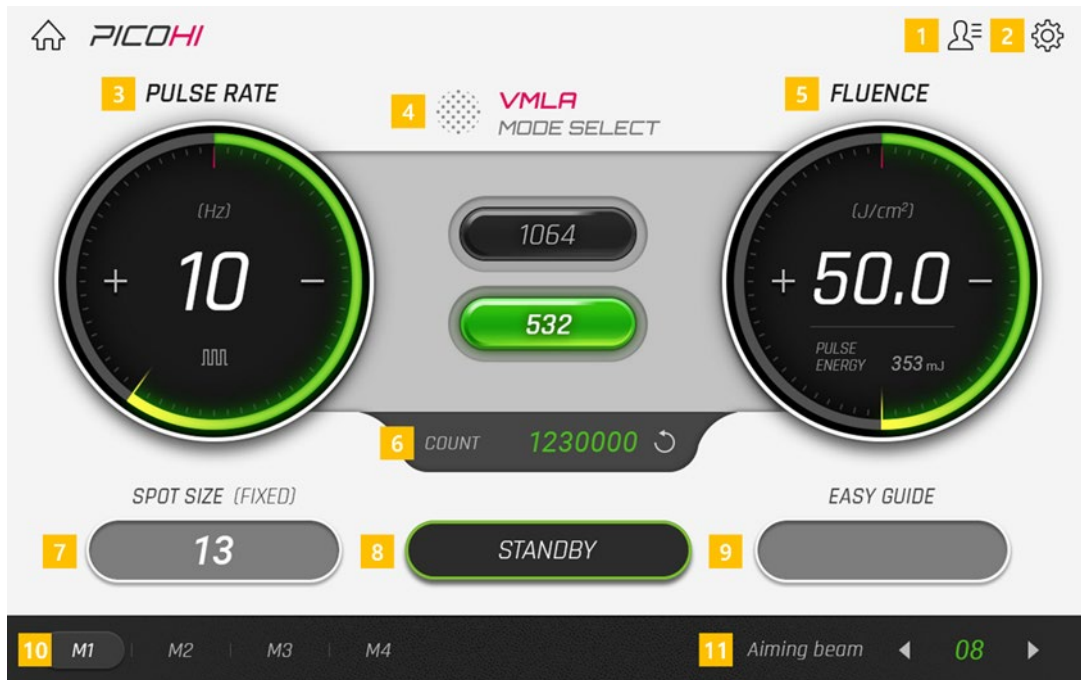 PICOHI
1
2
3 PULSE RATE
4 VMLA
MODE SELECT
5 FLUENCE
(Hz)
+ 10 −
1064
532
(J/cm²)
+ 50.0 −
PULSE
ENERGY 353 mJ
6 COUNT 1230000
SPOT SIZE (FIXED)
7 13
8 STANDBY
EASY GUIDE
9
10 M1 M2 M3 M4
11 Aiming beam 08